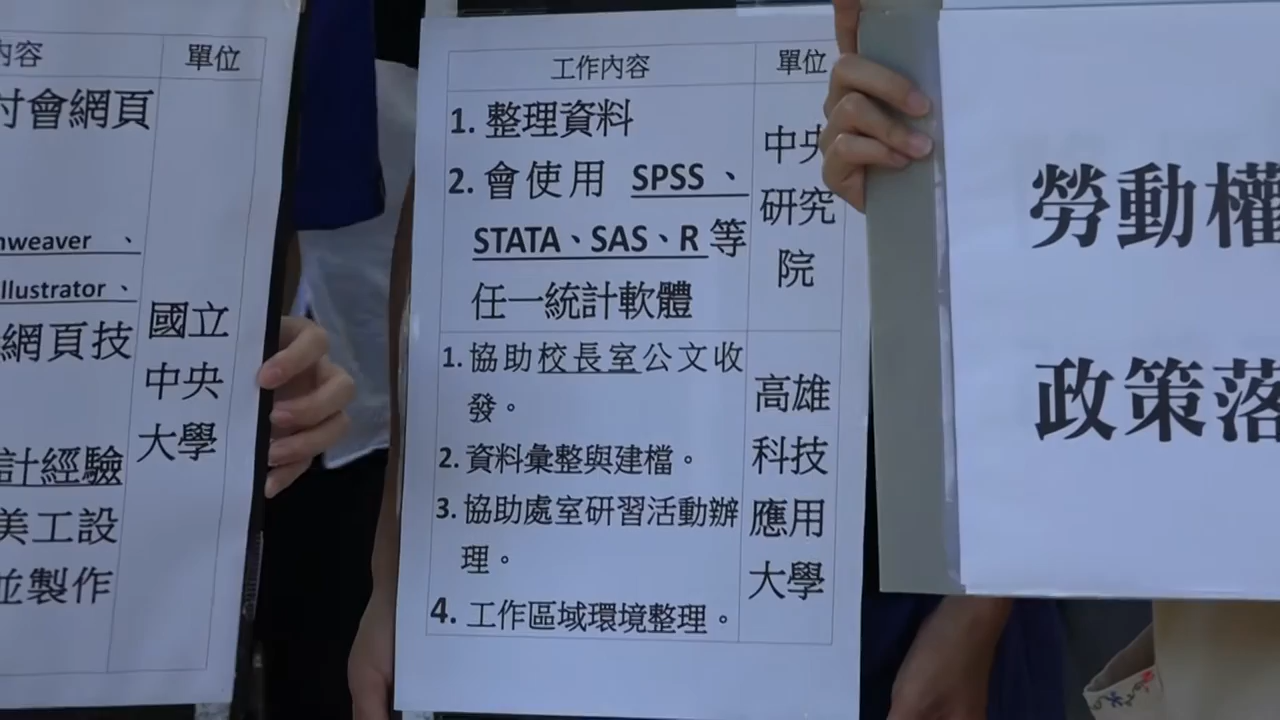 內容
單位
討會網頁
mweaver 、
llustrator、
網頁技
計經驗
美工設
並製作
國立
中央
大學
工作內容
單位
1. 整理資料
2. 會使用 SPSS、
STATA、SAS、R 等
任一統計軟體
中央
研究
院
1. 協助校長室公文收
發。
2. 資料彙整與建檔。
3. 協助處室研習活動辦
理。
4. 工作區域環境整理。
高雄
科技
應用
大學
勞動權
政策落